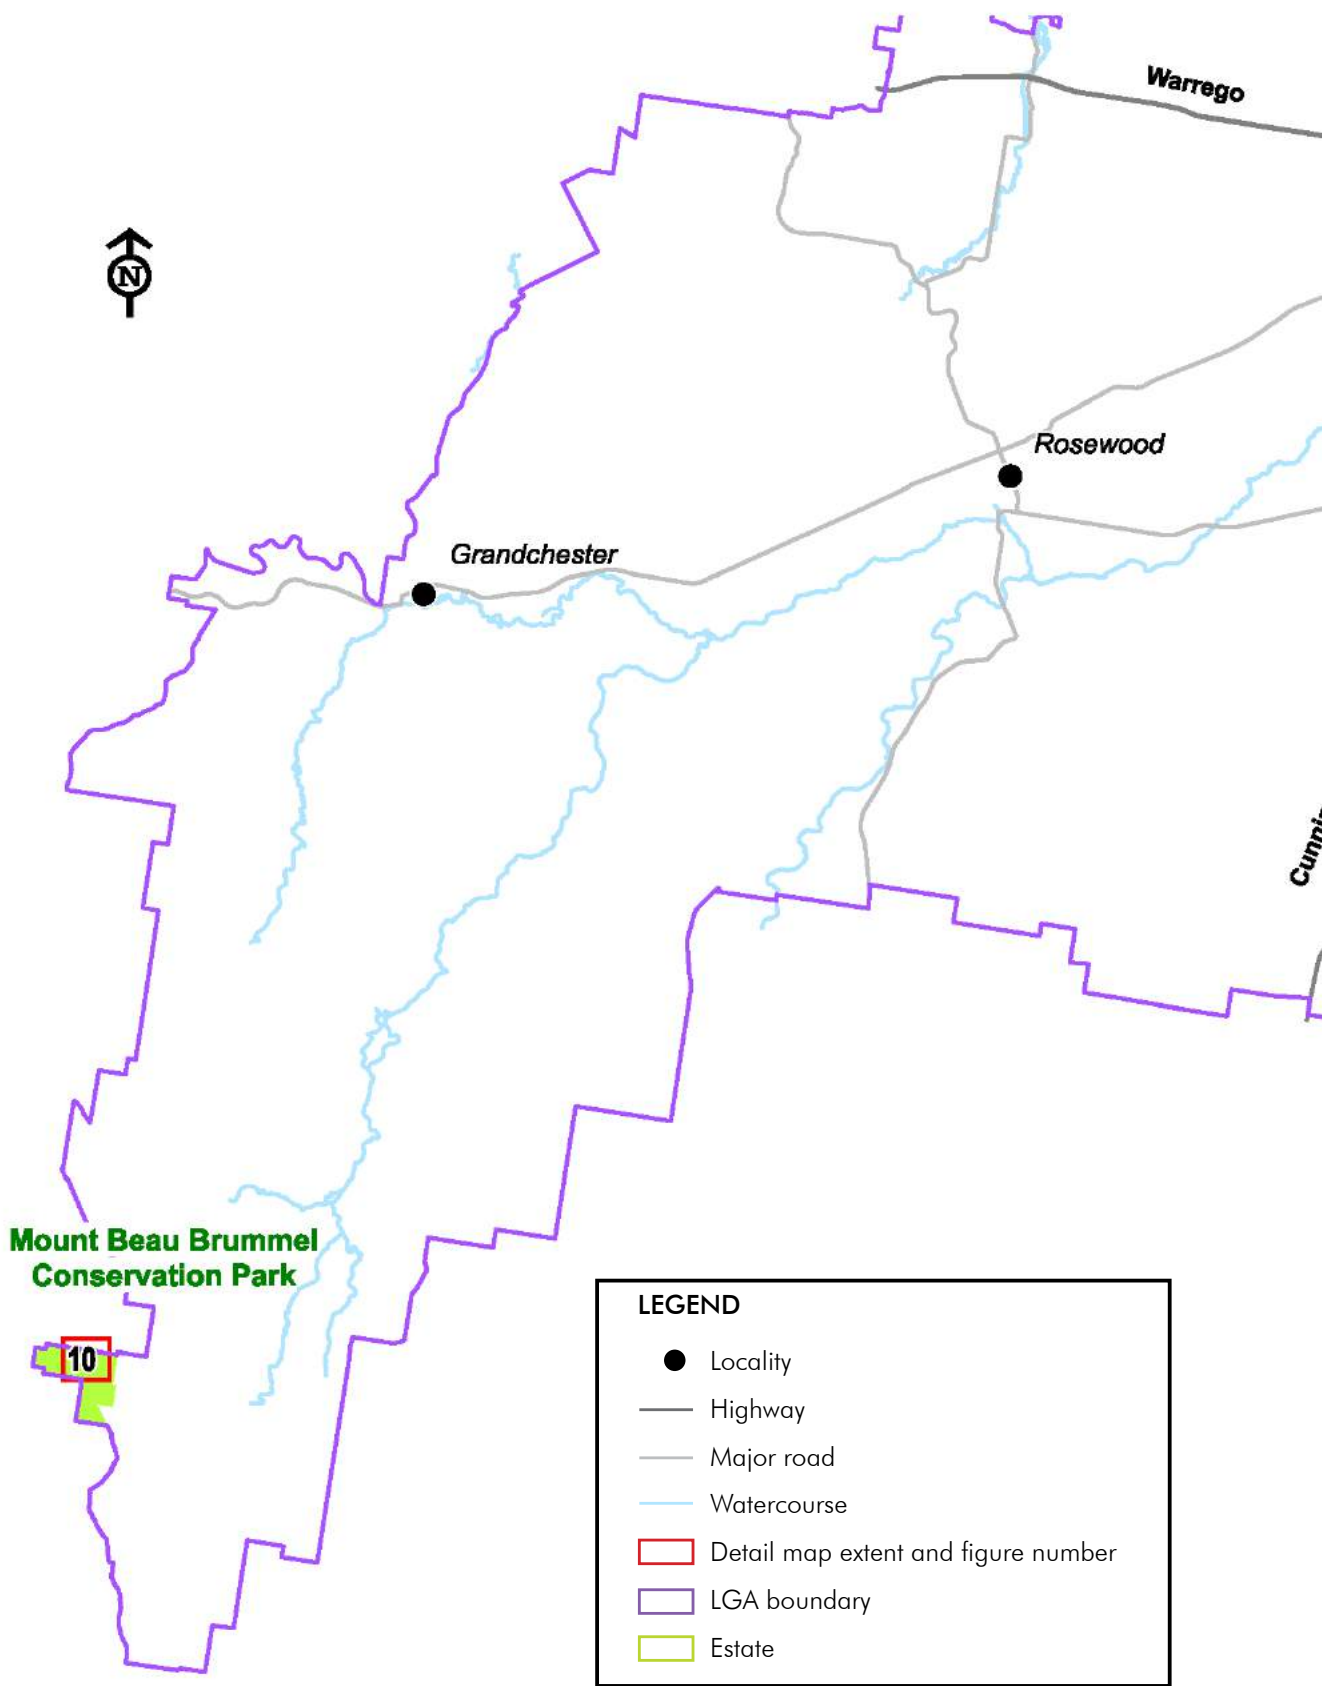 Warrego
N
Rosewood
Grandchester
Mount Beau Brummel
Conservation Park
10
LEGEND
Locality
Highway
Major road
Watercourse
Detail map extent and figure number
LGA boundary
Estate